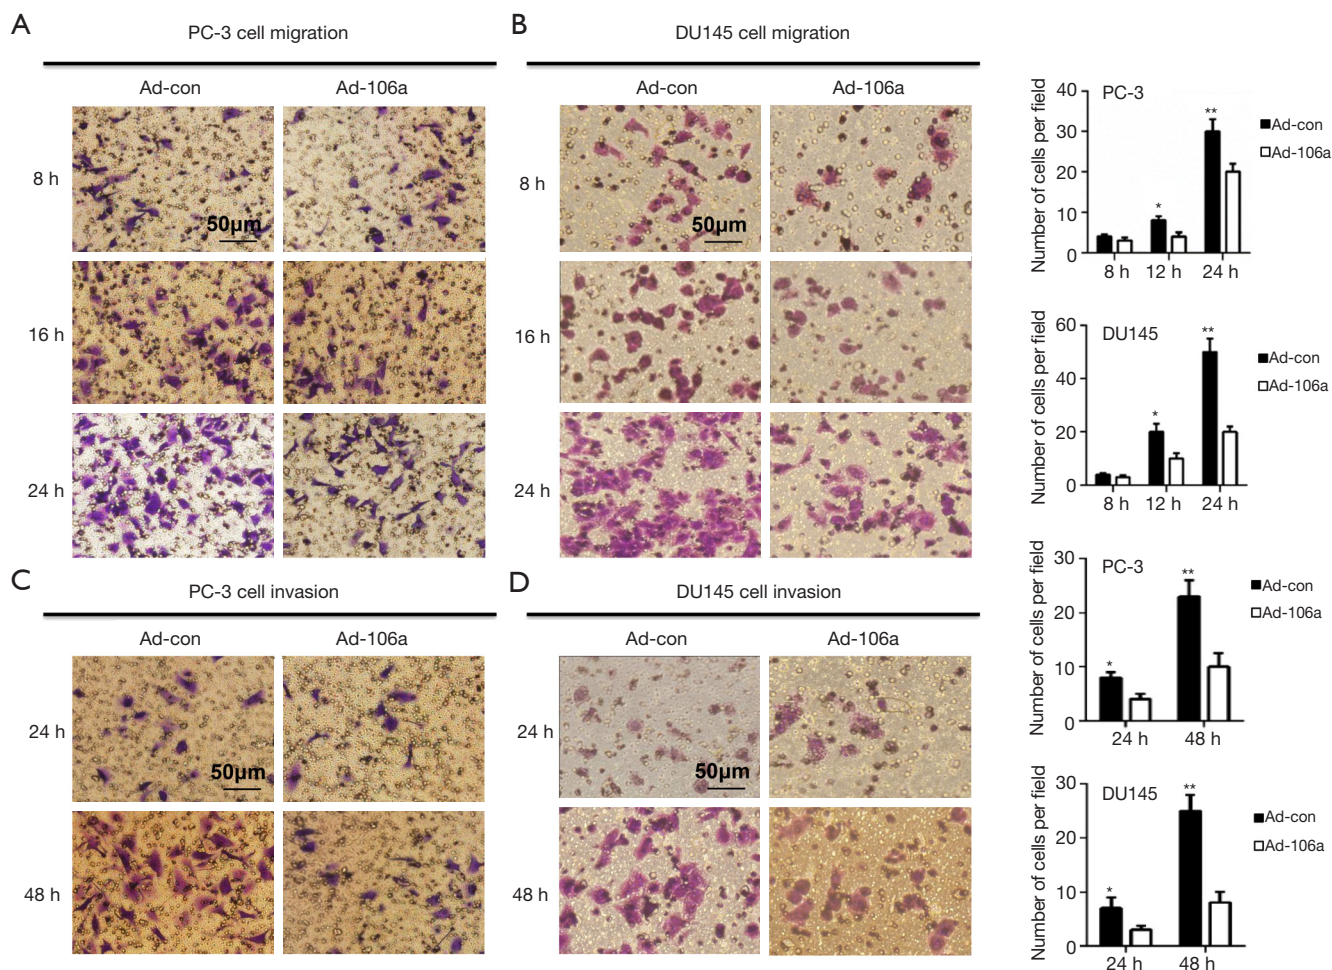 A
PC-3 cell migration
Ad-con
Ad-106a
8 h
50μm
16 h
24 h
B
DU145 cell migration
Ad-con
Ad-106a
8 h
50μm
16 h
24 h
C
PC-3 cell invasion
Ad-con
Ad-106a
24 h
50μm
48 h
D
DU145 cell invasion
Ad-con
Ad-106a
24 h
50μm
48 h
Number of cells per field
40
30
20
10
0
PC-3
*
**
Ad-con
Ad-106a
8 h 12 h 24 h
Number of cells per field
60
40
20
0
DU145
*
**
Ad-con
Ad-106a
8 h 12 h 24 h
Number of cells per field
30
20
10
0
PC-3
*
**
Ad-con
Ad-106a
24 h 48 h
Number of cells per field
30
20
10
0
DU145
*
**
Ad-con
Ad-106a
24 h 48 h